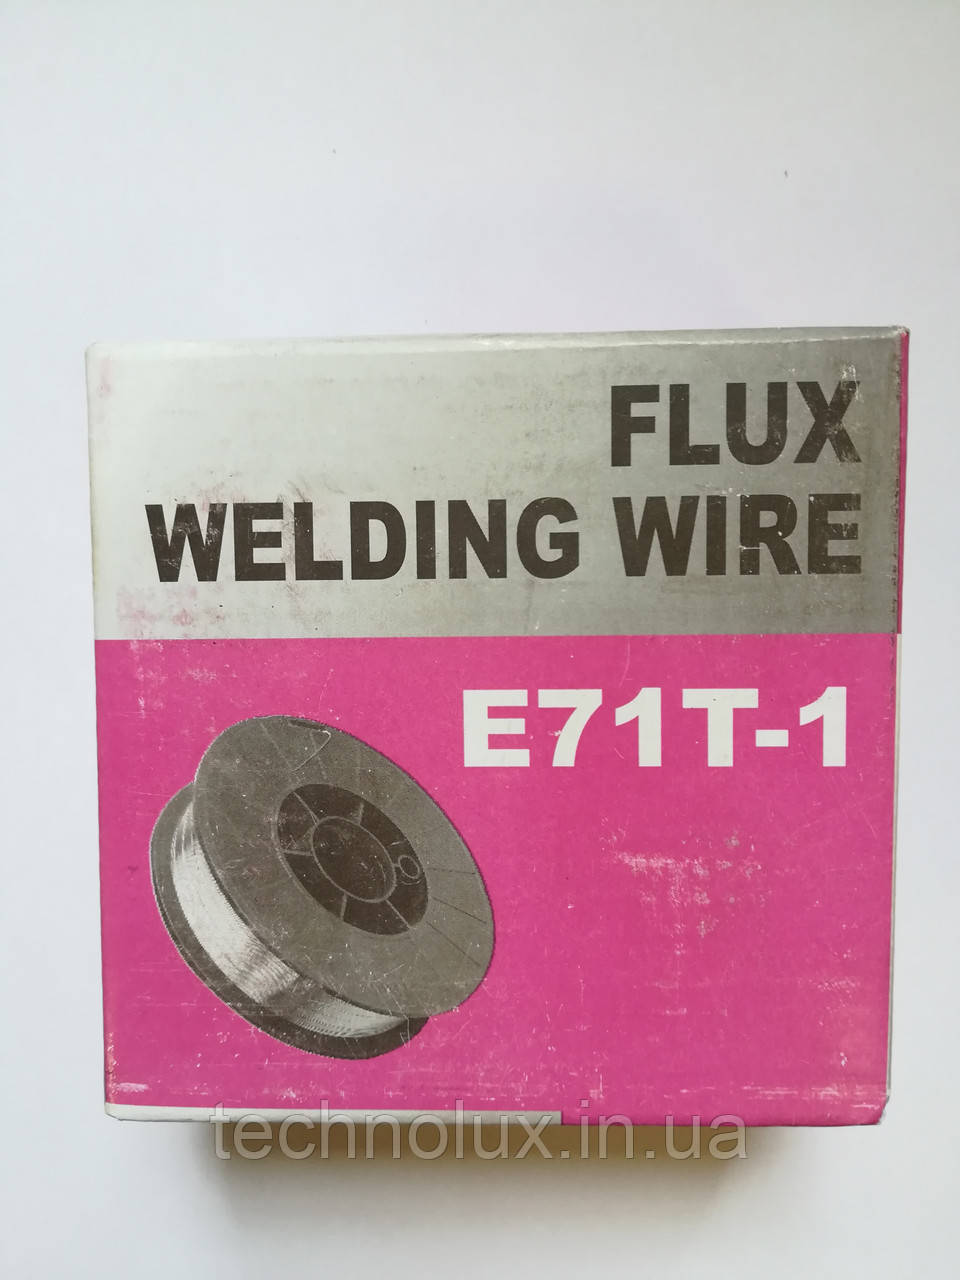 FLUX
WELDING WIRE
E71T-1
technolux.in.ua